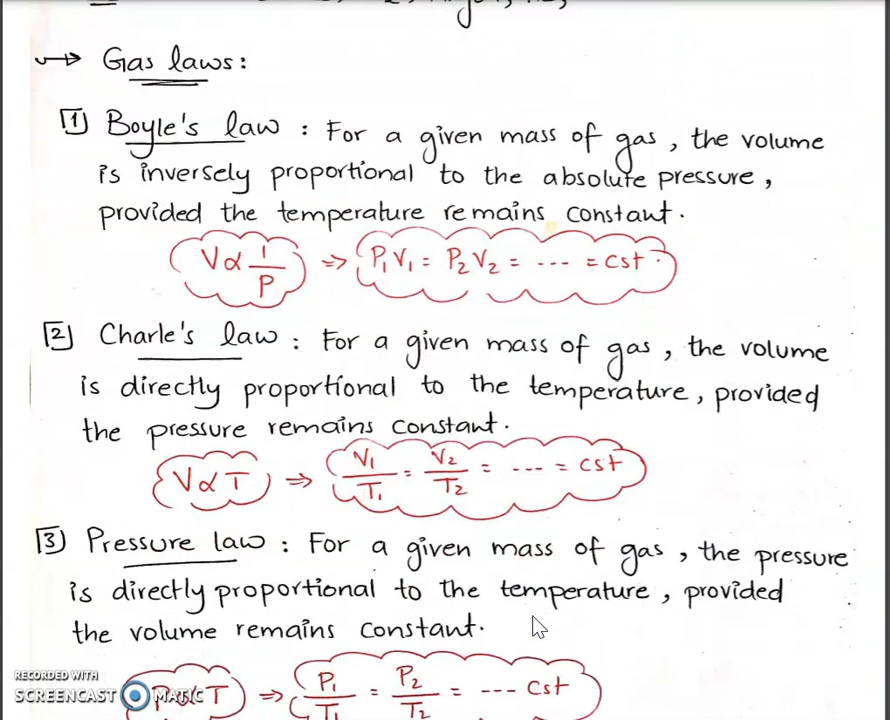 → Gas laws:
[1] Boyle's law : For a given mass of gas , the volume
is inversely proportional to the absolute pressure ,
provided the temperature remains constant.
V ∝ 1/P ⇒ P₁V₁ = P₂V₂ = ---- = cst
[2] Charle's law : For a given mass of gas , the volume
is directly proportional to the temperature, provided
the pressure remains constant.
V ∝ T ⇒ V₁/T₁ = V₂/T₂ = ---- = cst
[3] Pressure law : For a given mass of gas , the pressure
is directly proportional to the temperature , provided
the volume remains constant.
P ∝ T ⇒ P₁/T₁ = P₂/T₂ = ---- cst
RECORDED WITH
SCREENCAST MATIC